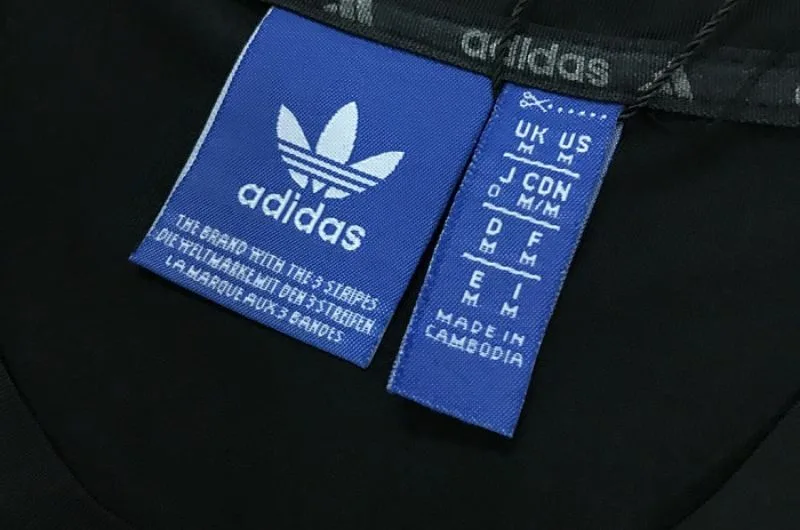 adidas
adidas
THE BRAND WITH THE 3 STRIPES
DIE WELTMARKE MIT DEN 3 STREIFEN
LA MARQUE AUX 3 BANDES
UK US
M M
J CDN
O M/M
D F
M M
E I
M M
MADE IN
CAMBODIA